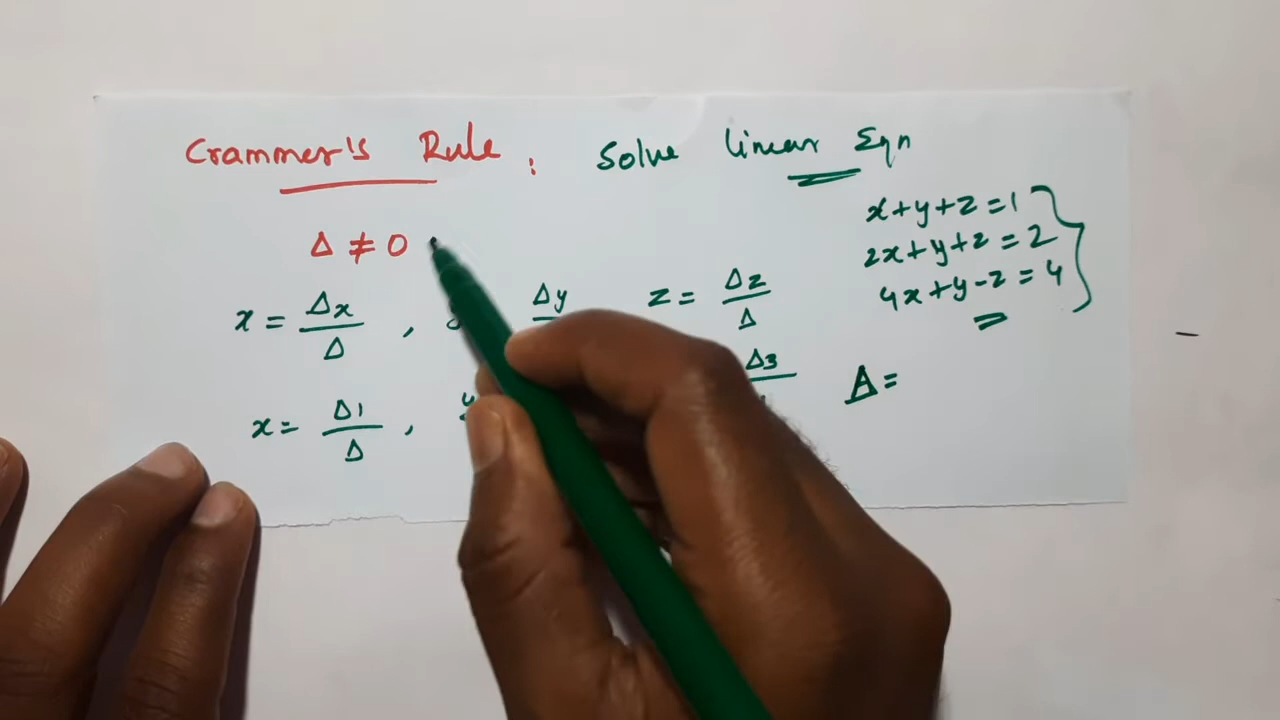 Crammer's Rule : Solve linear Eqn
x+y+z=1
2x+y+z=2
4x+y-z=4
Δ ≠ 0
x = Δx/Δ , Δy z = Δz/Δ
x = Δ1/Δ , y Δ3
Δ =